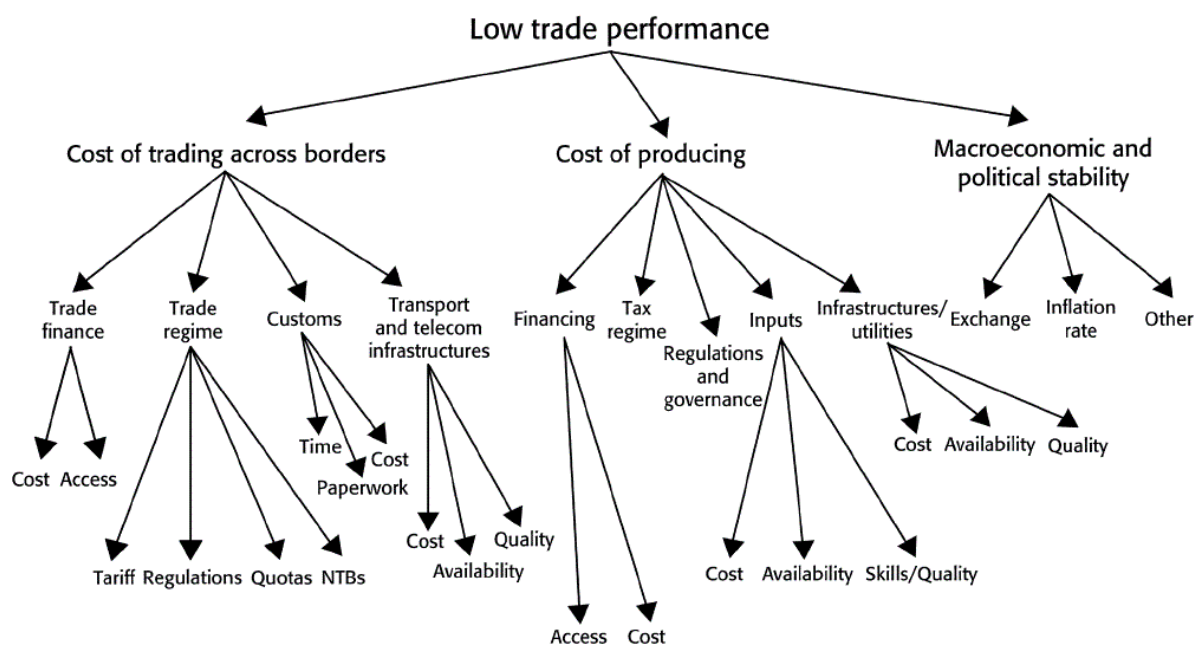 Low trade performance
Cost of trading across borders
Cost of producing
Macroeconomic and
political stability
Trade
finance
Trade
regime
Customs
Transport
and telecom
infrastructures
Financing
Tax
regime
Regulations
and
governance
Inputs
Infrastructures/
utilities
Exchange
Inflation
rate
Other
Cost Access
Tariff Regulations Quotas NTBs
Time
Paperwork
Cost
Cost
Availability
Quality
Access Cost
Cost Availability Skills/Quality
Cost Availability Quality